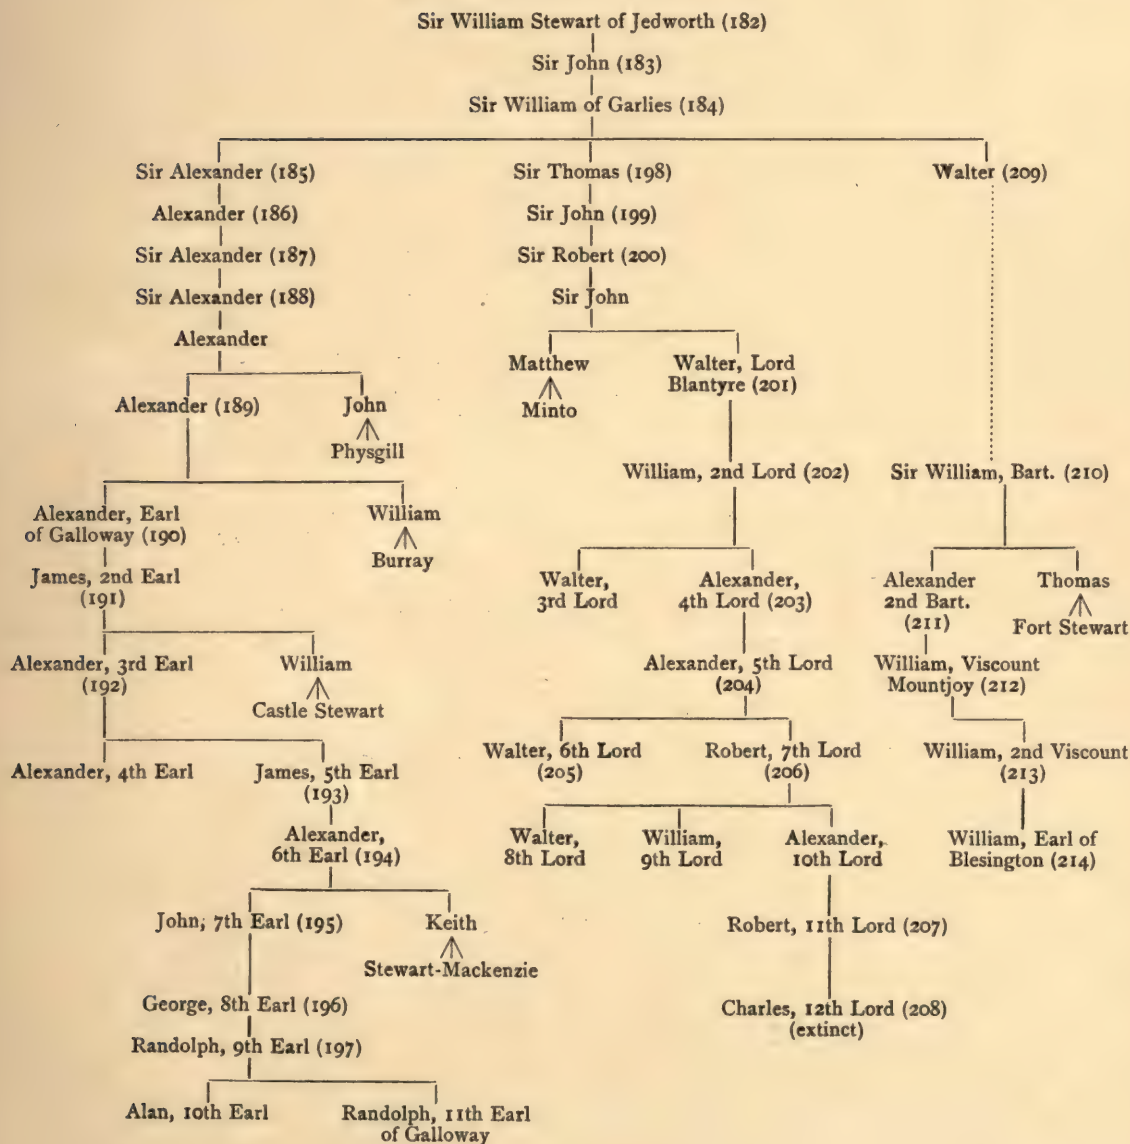 Sir William Stewart of Jedworth (182)
Sir John (183)
Sir William of Garlies (184)
Sir Alexander (185)
Sir Thomas (198)
Walter (209)
Alexander (186)
Sir John (199)
Sir Alexander (187)
Sir Robert (200)
Sir Alexander (188)
Sir John
Alexander
Matthew
Minto
Walter, Lord
Blantyre (201)
Alexander (189)
John
Physgill
William, 2nd Lord (202)
Sir William, Bart. (210)
Alexander, Earl
of Galloway (190)
William
Burray
James, 2nd Earl
(191)
Walter,
3rd Lord
Alexander,
4th Lord (203)
Alexander
2nd Bart.
(211)
Thomas
Fort Stewart
Alexander, 3rd Earl
(192)
William
Castle Stewart
Alexander, 5th Lord
(204)
William, Viscount
Mountjoy (212)
Alexander, 4th Earl
James, 5th Earl
(193)
Walter, 6th Lord
(205)
Robert, 7th Lord
(206)
William, 2nd Viscount
(213)
Alexander,
6th Earl (194)
Walter,
8th Lord
William,
9th Lord
Alexander,
10th Lord
William, Earl of
Blesington (214)
John, 7th Earl (195)
Keith
Stewart-Mackenzie
Robert, 11th Lord (207)
George, 8th Earl (196)
Charles, 12th Lord (208)
(extinct)
Randolph, 9th Earl (197)
Alan, 10th Earl
Randolph, 11th Earl
of Galloway